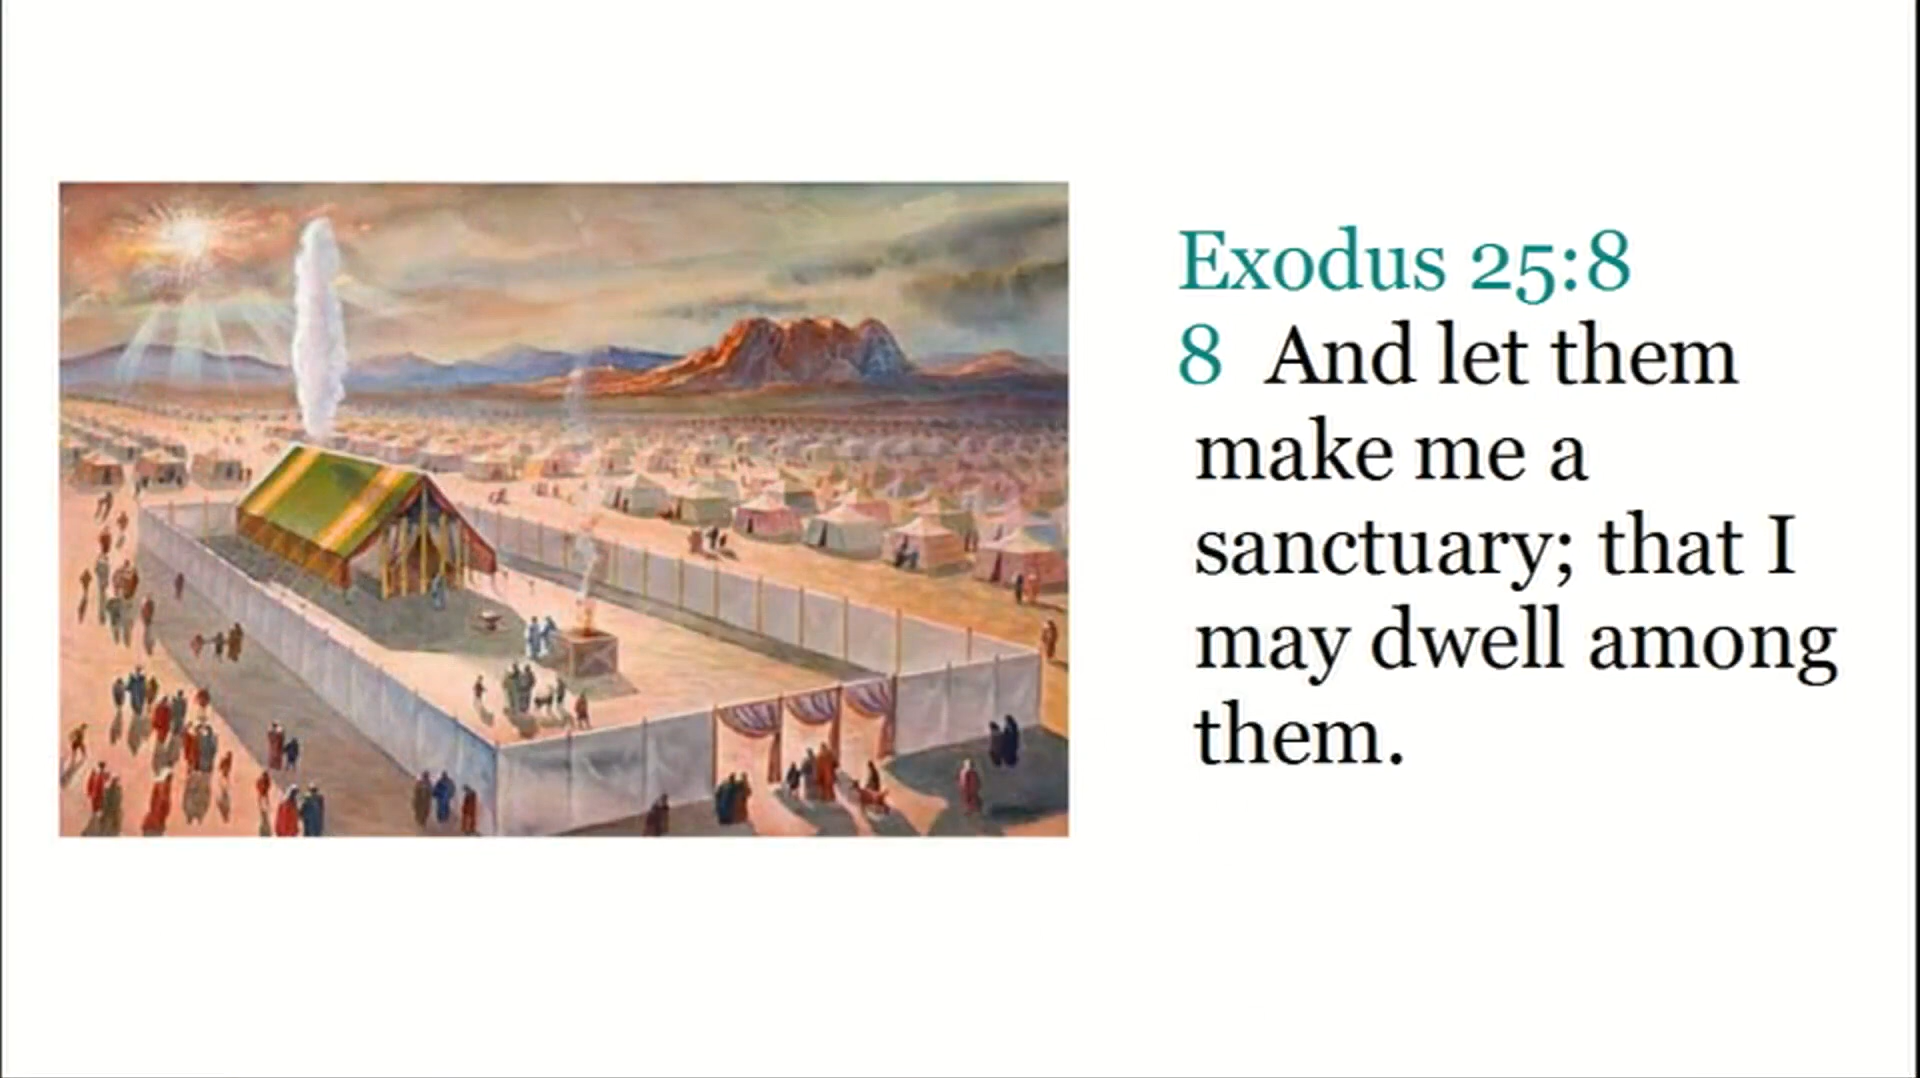 Exodus 25:8
8 And let them
make me a
sanctuary; that I
may dwell among
them.